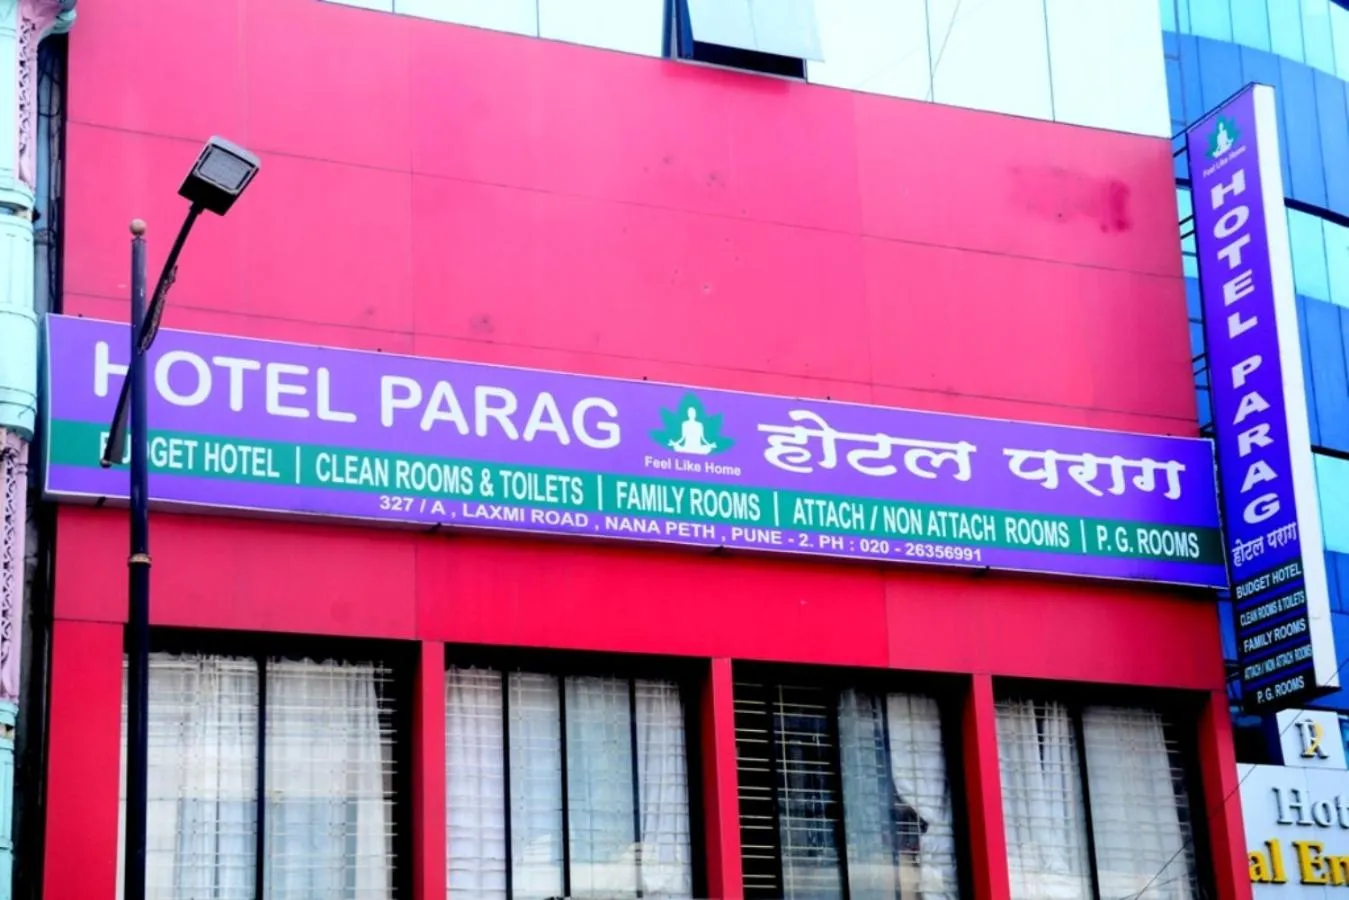 HOTEL PARAG Feel Like Home होटल पराग
BUDGET HOTEL | CLEAN ROOMS & TOILETS | FAMILY ROOMS | ATTACH / NON ATTACH ROOMS | P. G. ROOMS
327 / A , LAXMI ROAD , NANA PETH , PUNE - 2. PH : 020 - 26356991
Feel Like Home
HOTEL PARAG
होटल पराग
BUDGET HOTEL
CLEAN ROOMS & TOILETS
FAMILY ROOMS
ATTACH / NON ATTACH ROOMS
P. G. ROOMS
R